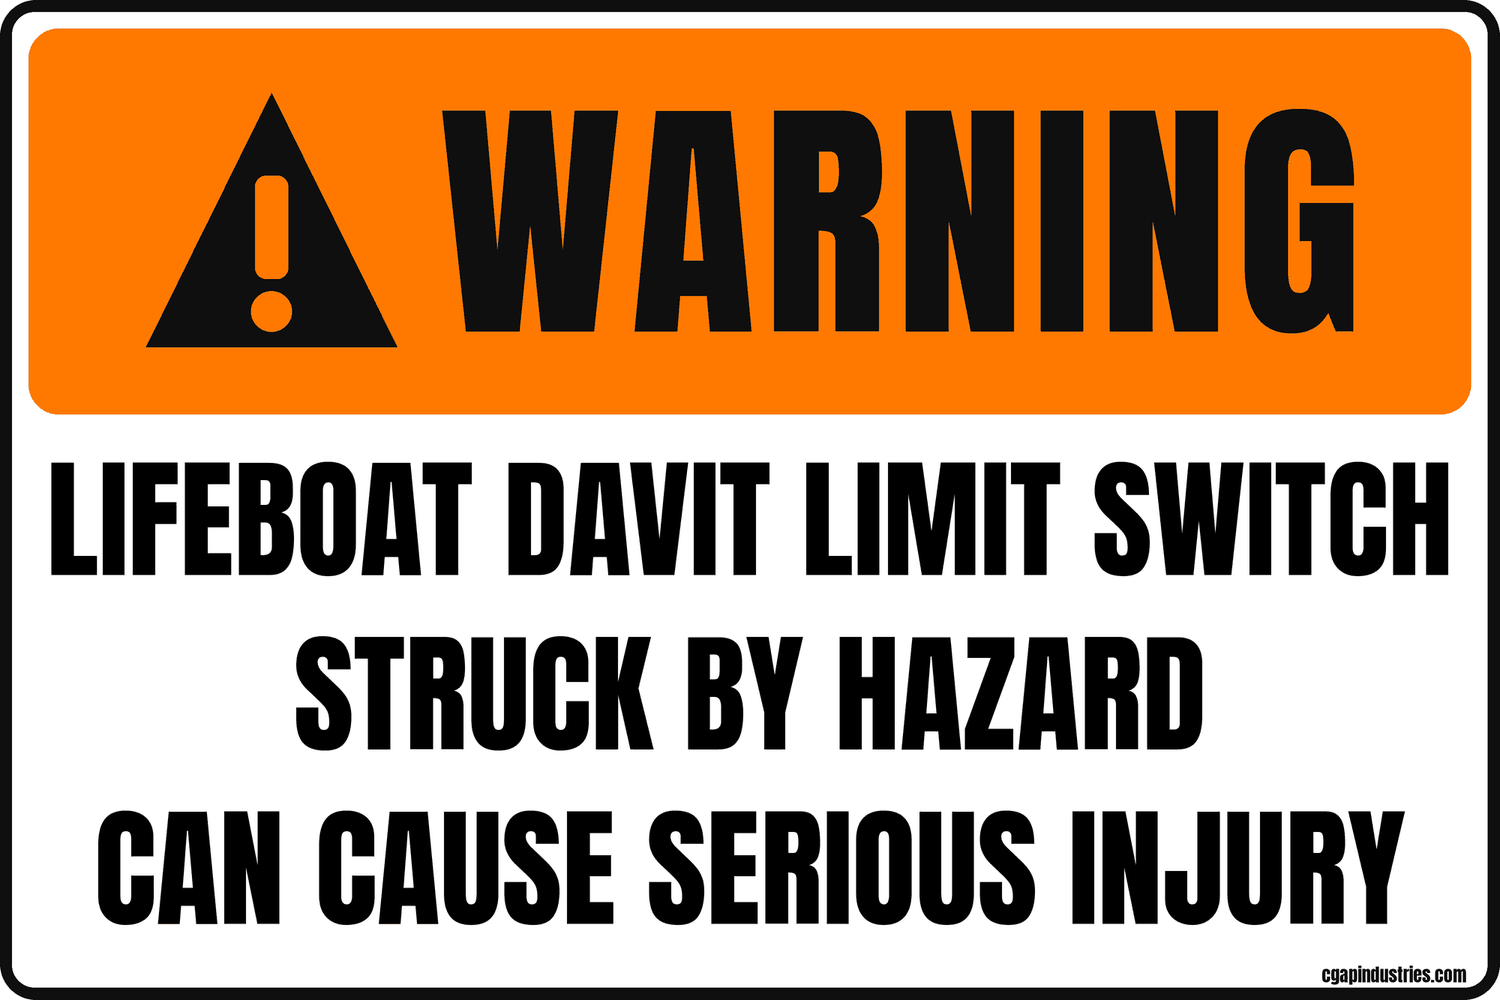 WARNING
LIFEBOAT DAVIT LIMIT SWITCH
STRUCK BY HAZARD
CAN CAUSE SERIOUS INJURY
cgapindustries.com